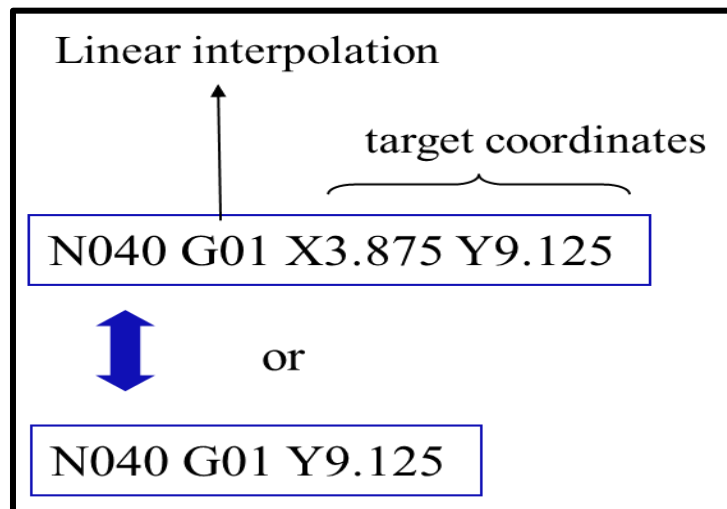 Linear interpolation
target coordinates
N040 G01 X3.875 Y9.125
or
N040 G01 Y9.125